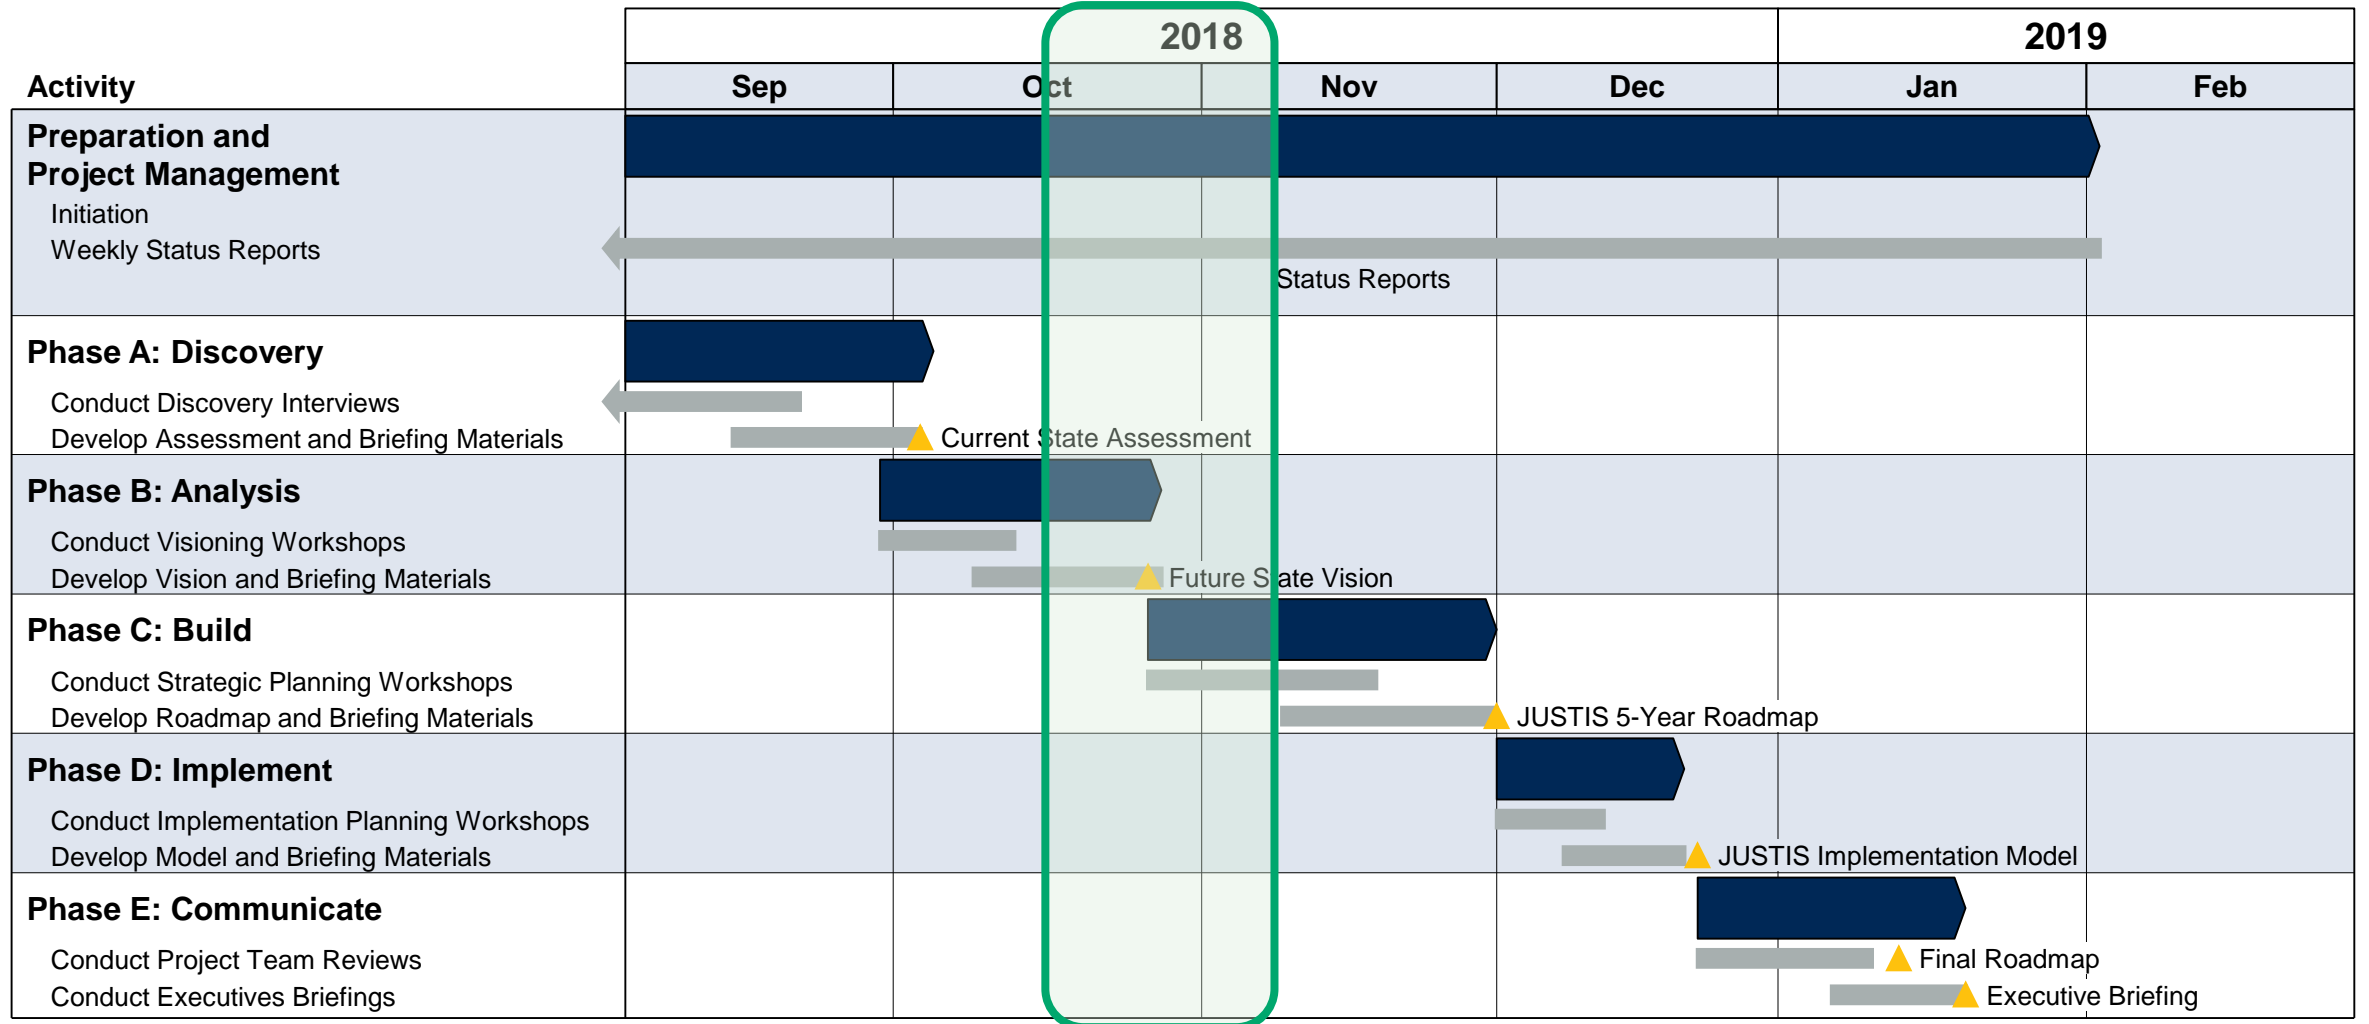 2018
2019
Activity
Sep
Oct
Nov
Dec
Jan
Feb
Preparation and
Project Management
Initiation
Weekly Status Reports
Status Reports
Phase A: Discovery
Conduct Discovery Interviews
Develop Assessment and Briefing Materials
Current State Assessment
Phase B: Analysis
Conduct Visioning Workshops
Develop Vision and Briefing Materials
Future State Vision
Phase C: Build
Conduct Strategic Planning Workshops
Develop Roadmap and Briefing Materials
JUSTIS 5-Year Roadmap
Phase D: Implement
Conduct Implementation Planning Workshops
Develop Model and Briefing Materials
JUSTIS Implementation Model
Phase E: Communicate
Conduct Project Team Reviews
Final Roadmap
Conduct Executives Briefings
Executive Briefing